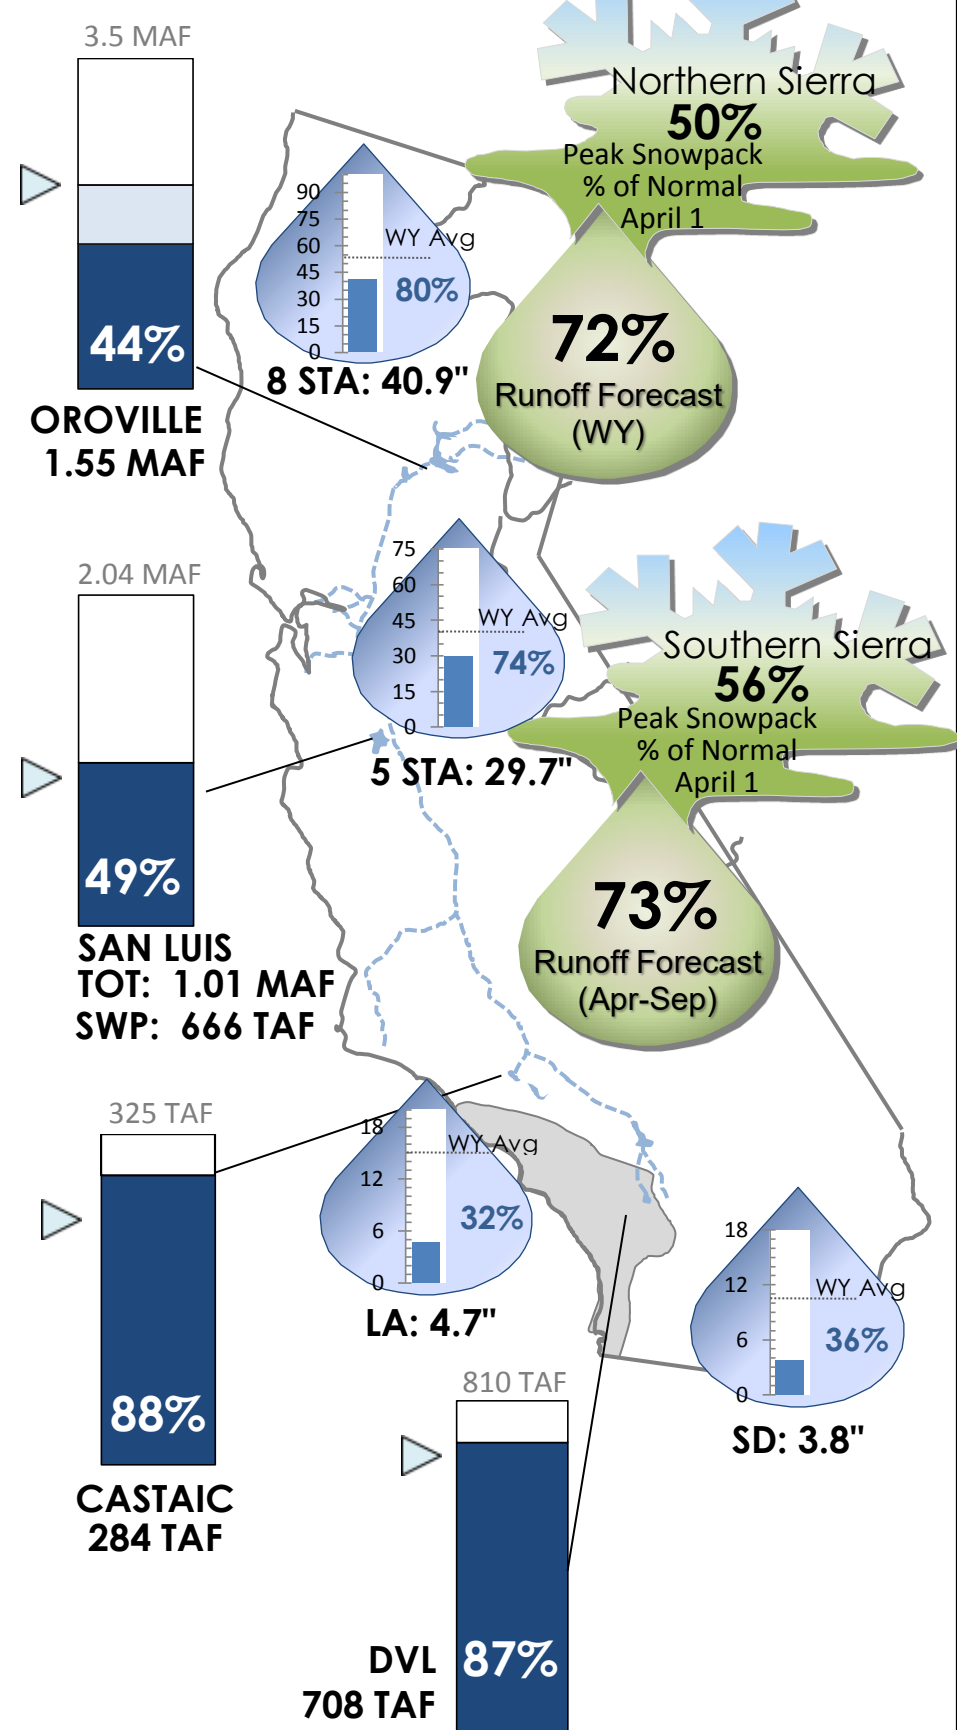 3.5 MAF
44%
OROVILLE
1.55 MAF
90
75
60
45
30
15
0
WY Avg
80%
8 STA: 40.9"
Northern Sierra
50%
Peak Snowpack
% of Normal
April 1
72%
Runoff Forecast
(WY)
2.04 MAF
49%
SAN LUIS
TOT: 1.01 MAF
SWP: 666 TAF
75
60
45
30
15
0
WY Avg
74%
5 STA: 29.7"
Southern Sierra
56%
Peak Snowpack
% of Normal
April 1
73%
Runoff Forecast
(Apr-Sep)
325 TAF
88%
CASTAIC
284 TAF
18
12
6
0
WY Avg
32%
LA: 4.7"
18
12
6
0
WY Avg
36%
SD: 3.8"
810 TAF
87%
DVL
708 TAF